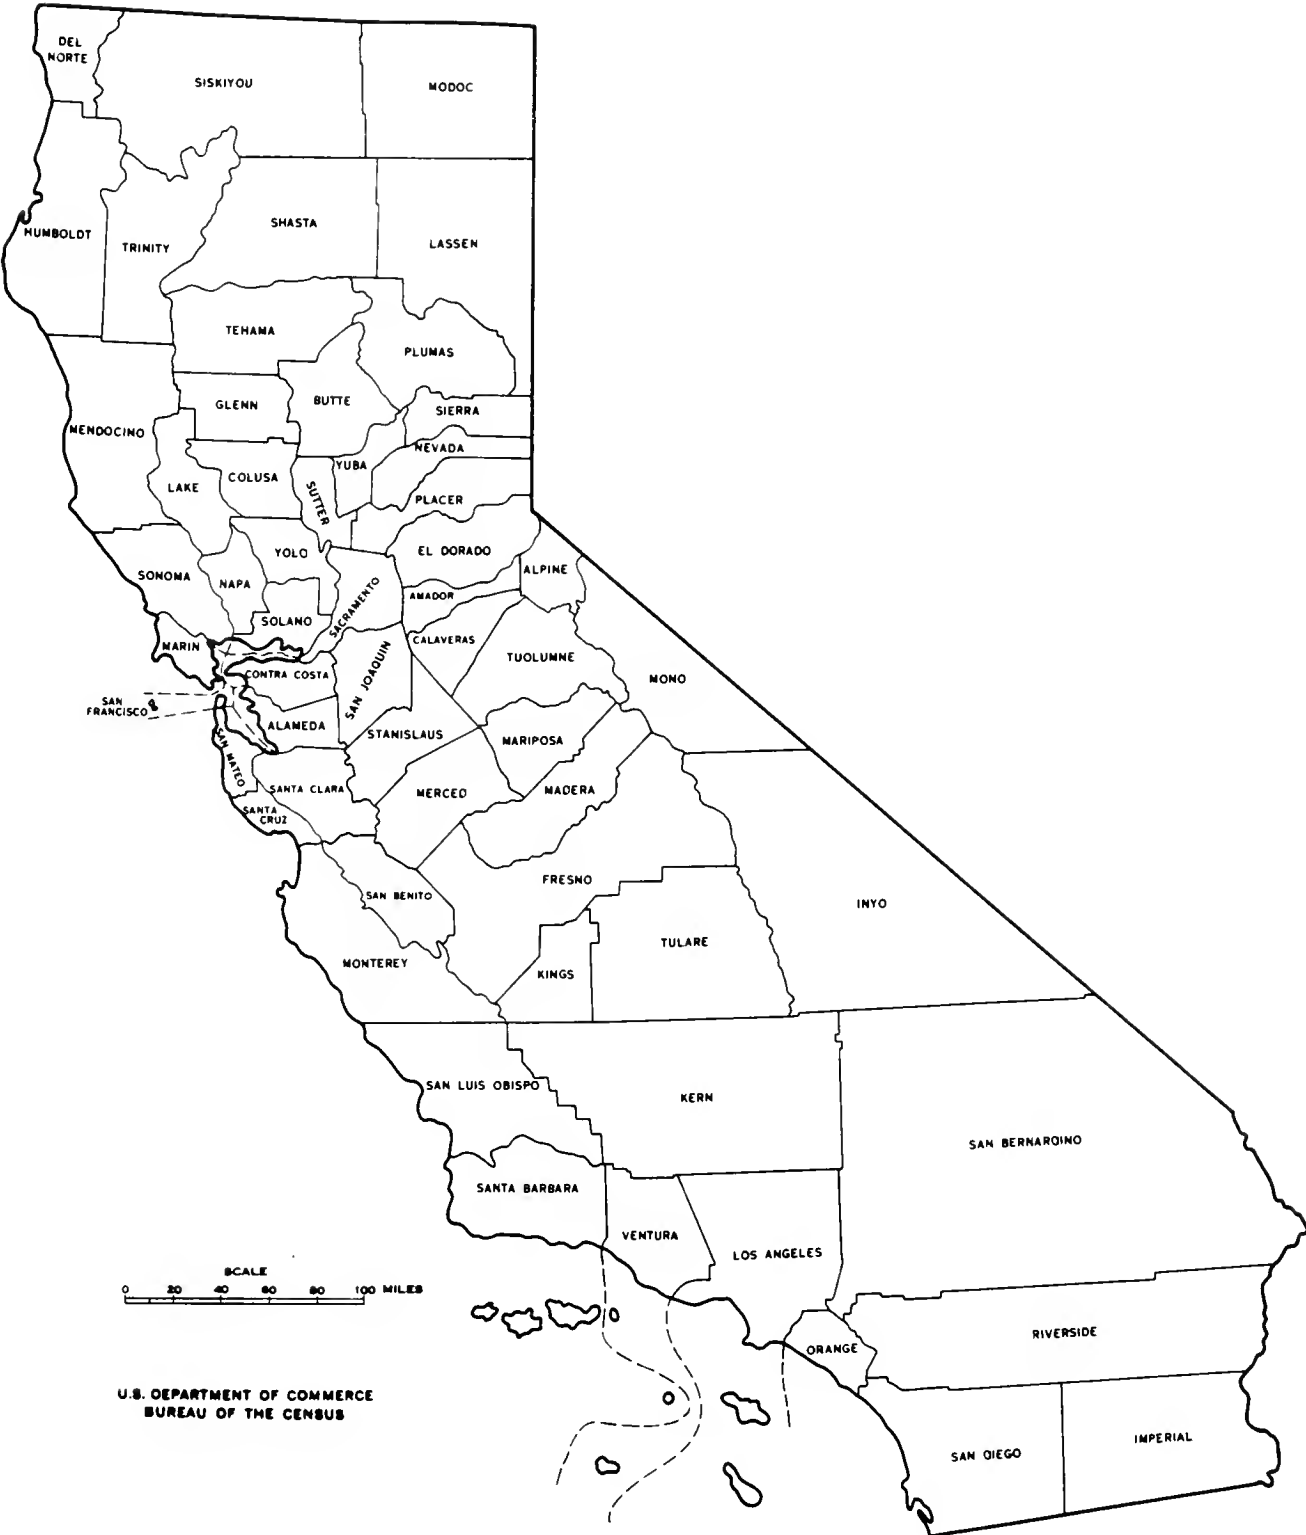 DEL
NORTE
SISKIYOU
MODOC
HUMBOLDT
TRINITY
SHASTA
LASSEN
TEHAMA
PLUMAS
GLENN
BUTTE
SIERRA
MENDOCINO
NEVADA
YUBA
COLUSA
LAKE
SUTTER
PLACER
YOLO
EL DORADO
SONOMA
NAPA
ALPINE
AMADOR
SACRAMENTO
SOLANO
CALAVERAS
MARIN
TUOLUMNE
CONTRA COSTA
SAN JOAQUIN
MONO
SAN
FRANCISCO
ALAMEDA
STANISLAUS
MARIPOSA
SAN MATEO
SANTA CLARA
MERCED
MADERA
SANTA
CRUZ
FRESNO
SAN BENITO
INYO
TULARE
MONTEREY
KINGS
SAN LUIS OBISPO
KERN
SAN BERNARDINO
SANTA BARBARA
VENTURA
LOS ANGELES
SCALE
0 20 40 60 80 100 MILES
RIVERSIDE
ORANGE
U.S. DEPARTMENT OF COMMERCE
BUREAU OF THE CENSUS
SAN DIEGO
IMPERIAL